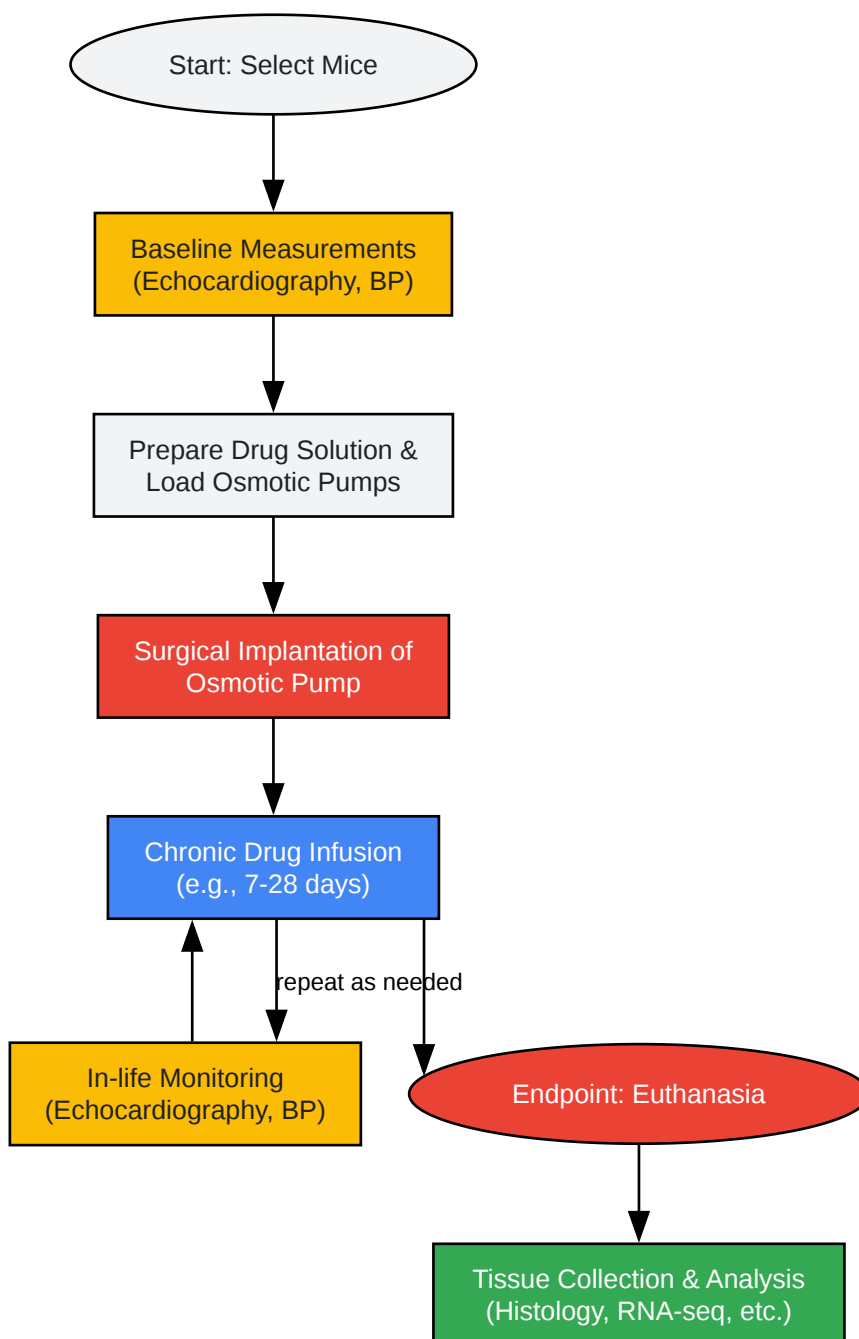 Start: Select Mice
Baseline Measurements
(Echocardiography, BP)
Prepare Drug Solution &
Load Osmotic Pumps
Surgical Implantation of
Osmotic Pump
Chronic Drug Infusion
(e.g., 7-28 days)
repeat as needed
In-life Monitoring
(Echocardiography, BP)
Endpoint: Euthanasia
Tissue Collection & Analysis
(Histology, RNA-seq, etc.)